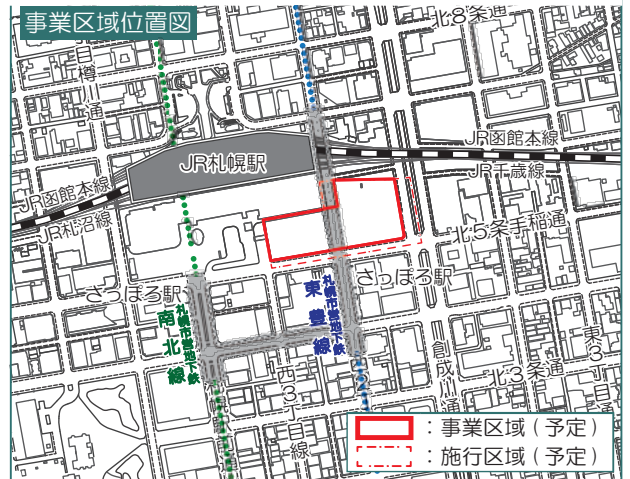 事業区域位置図
北8条通
西樽川通
JR函館本線
JR千歳線
JR札幌駅
JR函館本線
JR札沼線
北5条手稲通
さっぽろ駅
さっぽろ駅
札幌市営地下鉄
南北線
札幌市営地下鉄
東豊線
西3丁目線
創成川通
北3条通
東3丁目
：事業区域（予定）
：施行区域（予定）